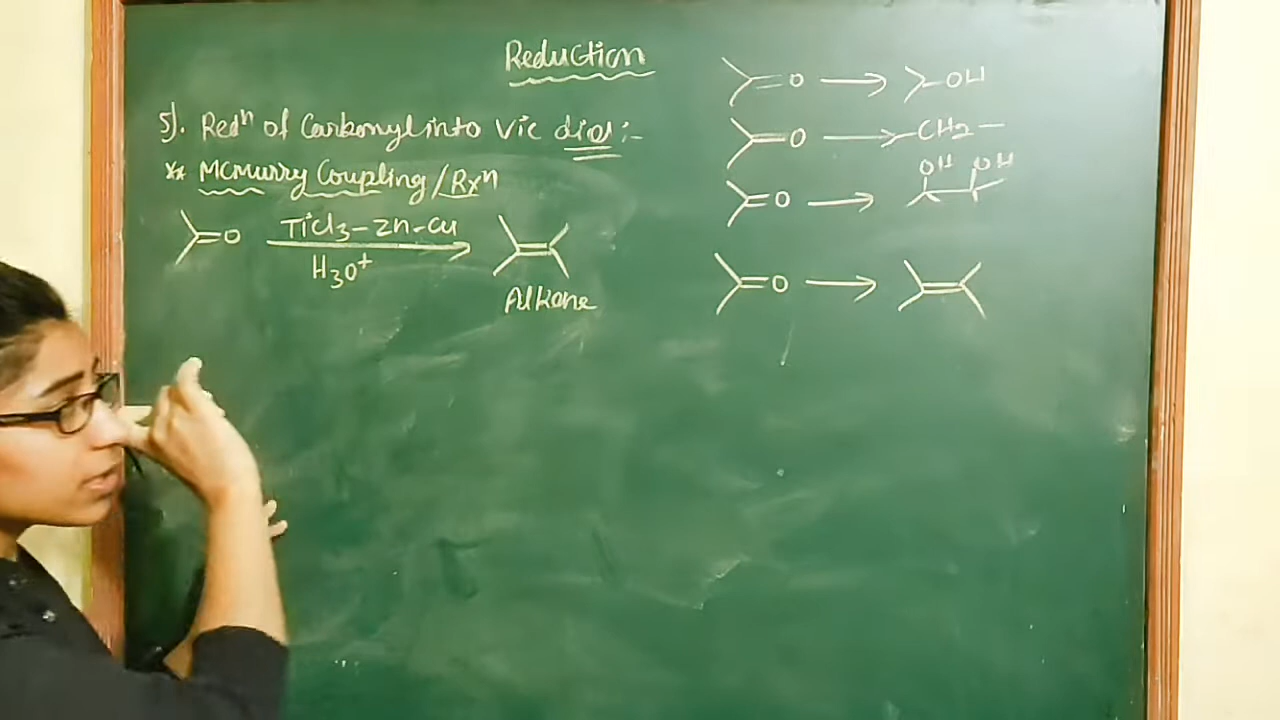 Reduction
5). Redⁿ of Carbonyl into Vic diol :-
** McMurry Coupling / Rxⁿ
O TiCl3-Zn-Cu
H3O+
Alkene
O → OH
O → CH2
O → OH OH
O →